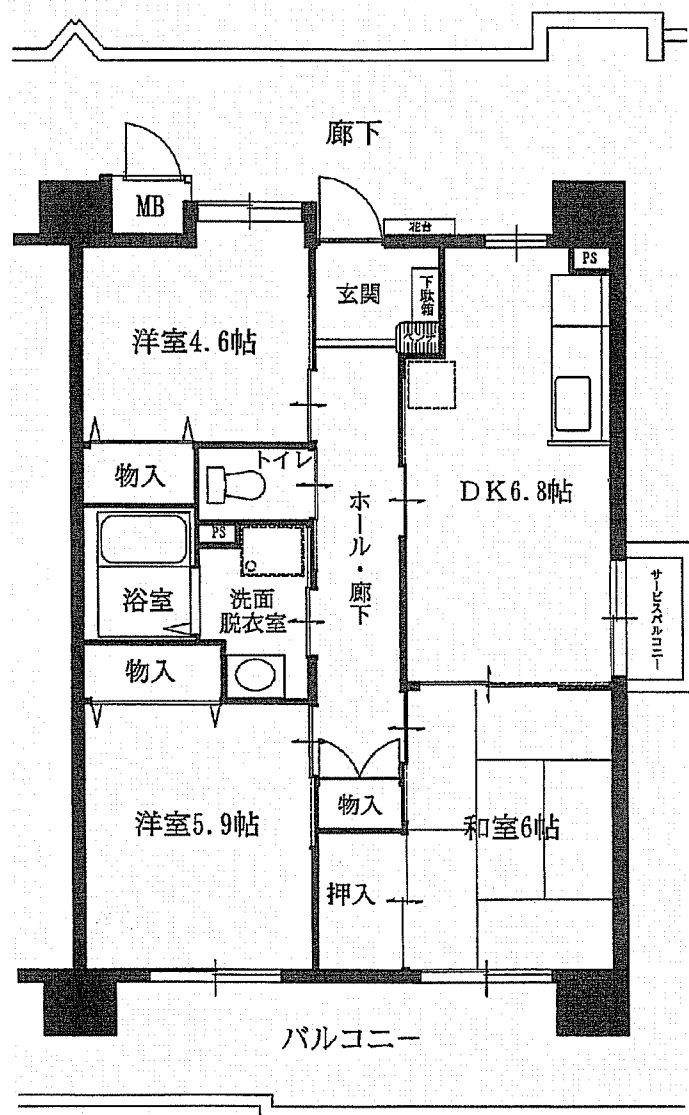 廊下
MB
花台
PS
玄関
下駄箱
ベンチ
洋室4.6帖
物入
トイレ
DK6.8帖
ホール・廊下
PS
浴室
洗面
脱衣室
サービスバルコニー
物入
洋室5.9帖
物入
和室6帖
押入
バルコニー